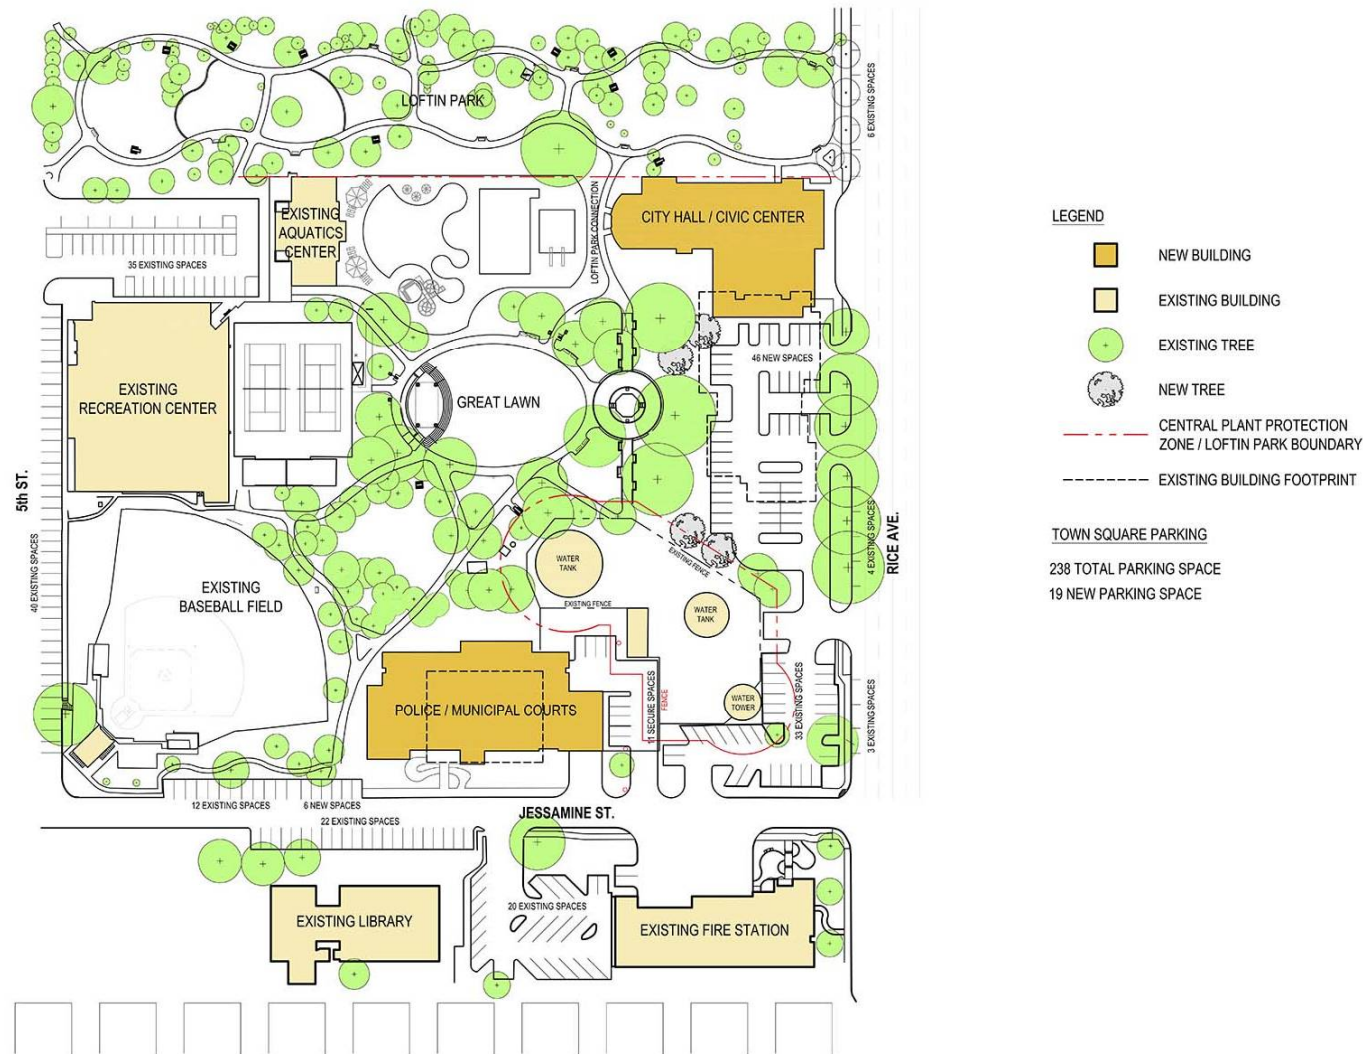 LOFTIN PARK
6 EXISTING SPACES
EXISTING
AQUATICS
CENTER
LOFTIN PARK CONNECTION
CITY HALL / CIVIC CENTER
35 EXISTING SPACES
EXISTING
RECREATION CENTER
GREAT LAWN
46 NEW SPACES
5th ST.
40 EXISTING SPACES
EXISTING
BASEBALL FIELD
WATER
TANK
EXISTING FENCE
EXISTING FENCE
WATER
TANK
4 EXISTING SPACES
RICE AVE.
POLICE / MUNICIPAL COURTS
11 SECURE SPACES
FENCE
WATER
TOWER
33 EXISTING SPACES
3 EXISTING SPACES
12 EXISTING SPACES
6 NEW SPACES
22 EXISTING SPACES
JESSAMINE ST.
EXISTING LIBRARY
20 EXISTING SPACES
EXISTING FIRE STATION
LEGEND
NEW BUILDING
EXISTING BUILDING
EXISTING TREE
NEW TREE
CENTRAL PLANT PROTECTION
ZONE / LOFTIN PARK BOUNDARY
EXISTING BUILDING FOOTPRINT
TOWN SQUARE PARKING
238 TOTAL PARKING SPACE
19 NEW PARKING SPACE